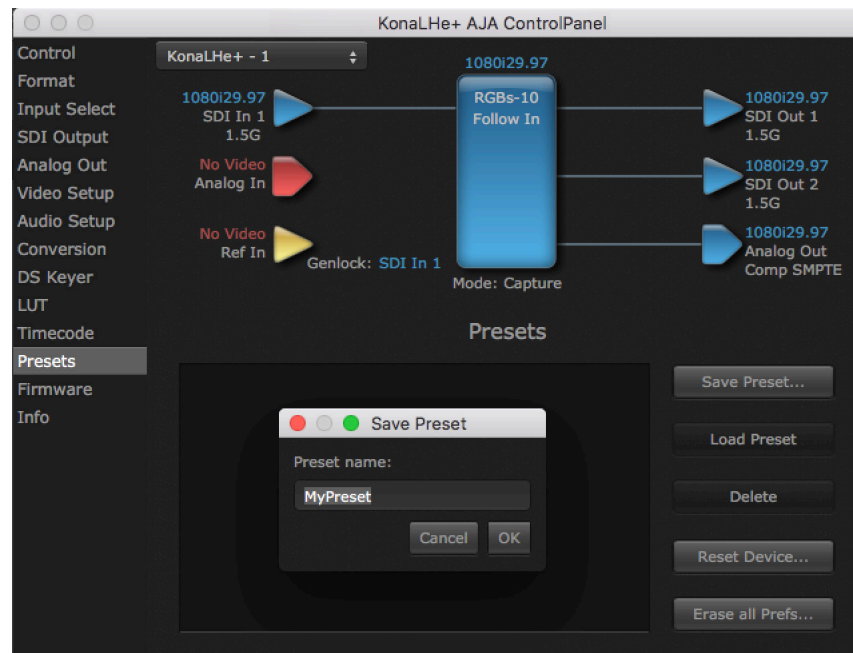 KonaLHe+ AJA ControlPanel
Control
Format
Input Select
SDI Output
Analog Out
Video Setup
Audio Setup
Conversion
DS Keyer
LUT
Timecode
Presets
Firmware
Info
KonaLHe+ - 1
1080i29.97
SDI In 1
1.5G
No Video
Analog In
No Video
Ref In
Genlock: SDI In 1
1080i29.97
RGBs-10
Follow In
Mode: Capture
1080i29.97
SDI Out 1
1.5G
1080i29.97
SDI Out 2
1.5G
1080i29.97
Analog Out
Comp SMPTE
Presets
Save Preset
Preset name:
MyPreset
Cancel OK
Save Preset...
Load Preset
Delete
Reset Device...
Erase all Prefs...